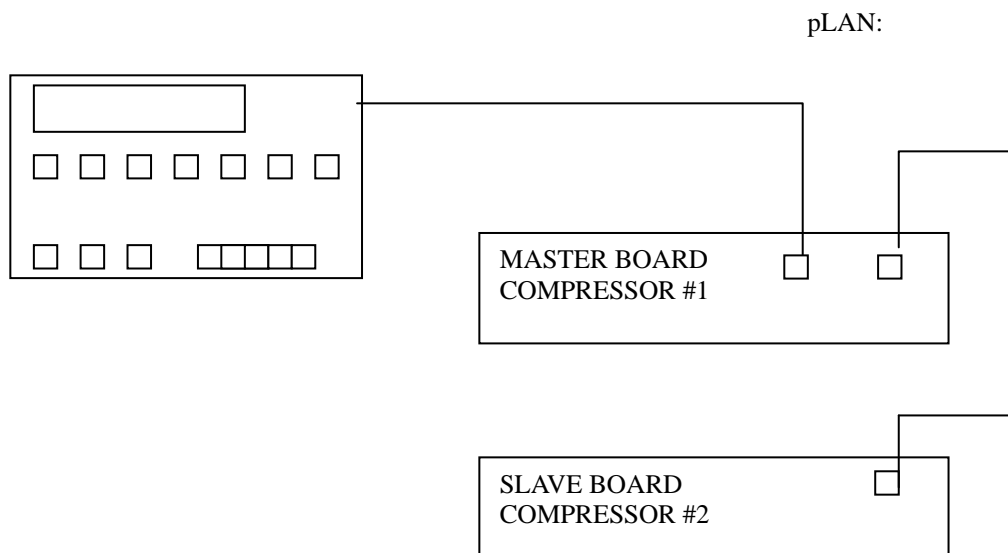 pLAN:
MASTER BOARD
COMPRESSOR #1
SLAVE BOARD
COMPRESSOR #2